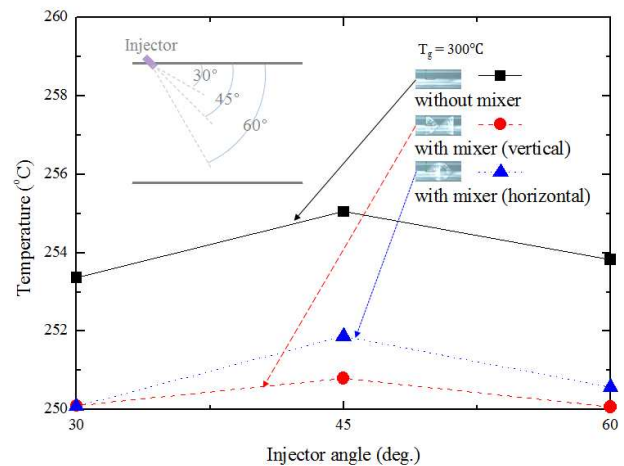 260
258
256
254
252
250
Temperature (°C)
Injector
30°
45°
60°
T_g = 300℃
without mixer
with mixer (vertical)
with mixer (horizontal)
30
45
60
Injector angle (deg.)